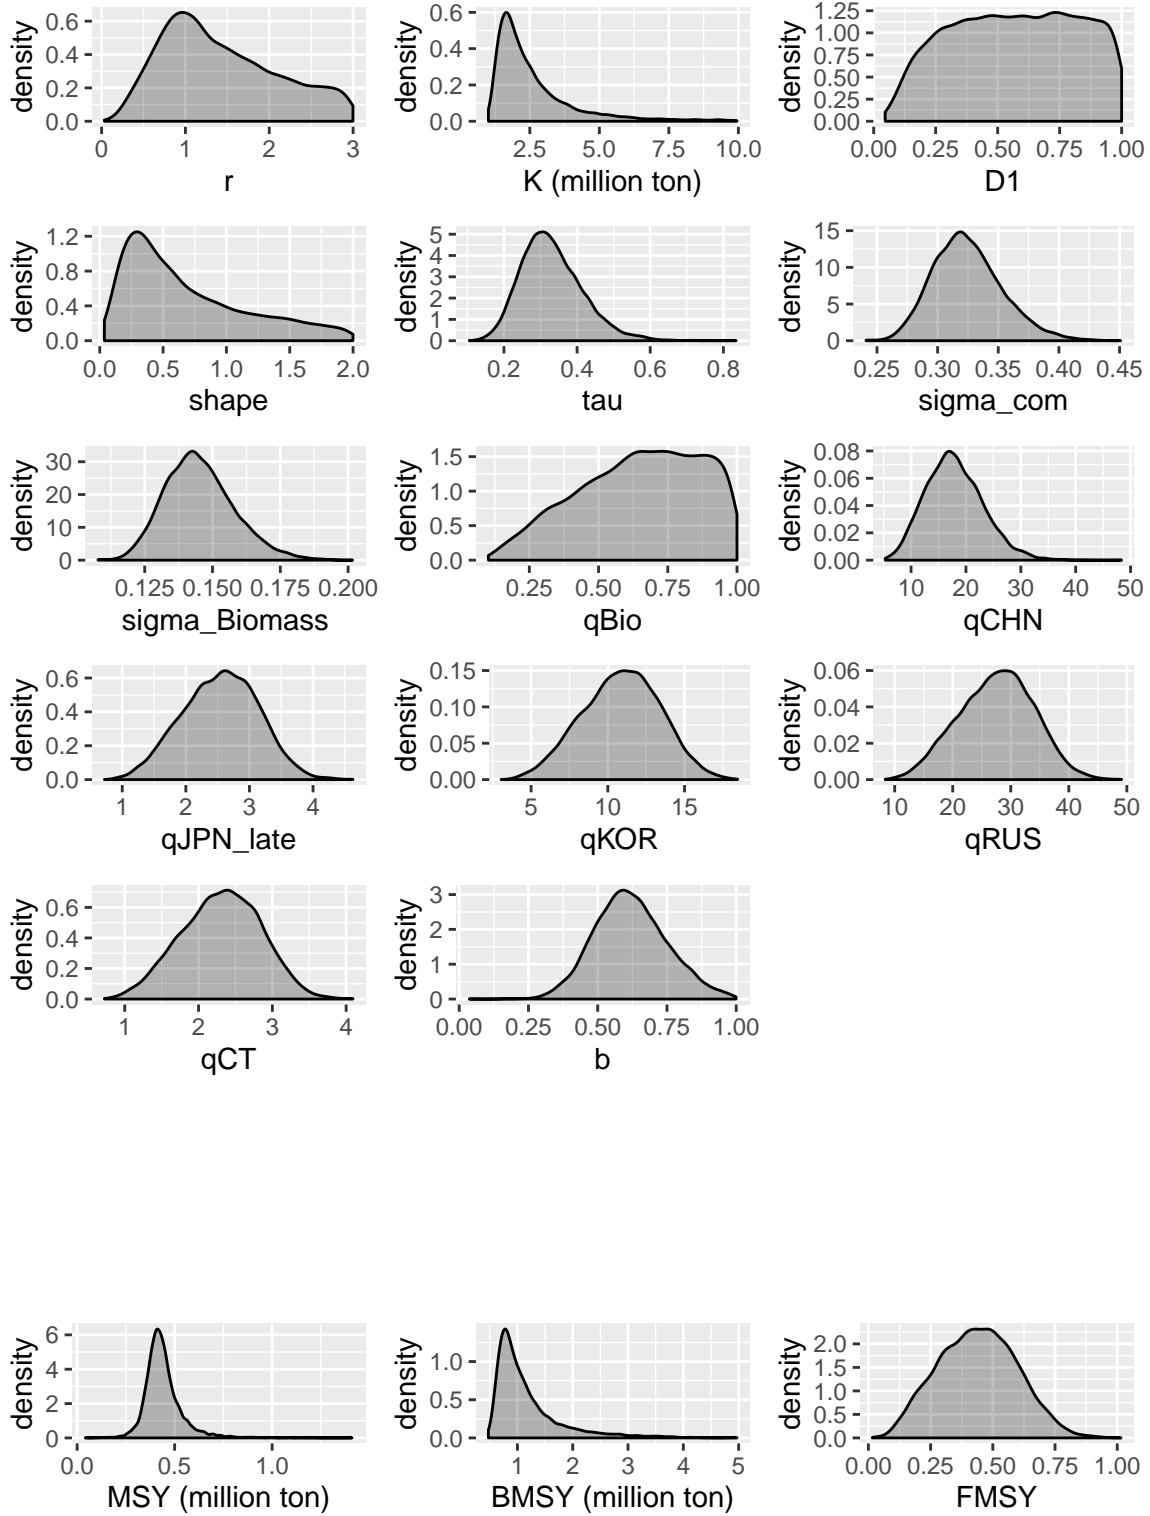 density
0.6
0.4
0.2
0.0
0 1 2 3
r
density
0.6
0.4
0.2
0.0
2.5 5.0 7.5 10.0
K (million ton)
density
1.25
1.00
0.75
0.50
0.25
0.00
0.00 0.25 0.50 0.75 1.00
D1
density
1.2
0.8
0.4
0.0
0.0 0.5 1.0 1.5 2.0
shape
density
5
4
3
2
1
0
0.2 0.4 0.6 0.8
tau
density
15
10
5
0
0.25 0.30 0.35 0.40 0.45
sigma_com
density
30
20
10
0
0.125 0.150 0.175 0.200
sigma_Biomass
density
1.5
1.0
0.5
0.0
0.25 0.50 0.75 1.00
qBio
density
0.08
0.06
0.04
0.02
0.00
10 20 30 40 50
qCHN
density
0.6
0.4
0.2
0.0
1 2 3 4
qJPN_late
density
0.15
0.10
0.05
0.00
5 10 15
qKOR
density
0.06
0.04
0.02
0.00
10 20 30 40 50
qRUS
density
0.6
0.4
0.2
0.0
1 2 3 4
qCT
density
3
2
1
0
0.00 0.25 0.50 0.75 1.00
b
density
6
4
2
0
0.0 0.5 1.0
MSY (million ton)
density
1.0
0.5
0.0
1 2 3 4 5
BMSY (million ton)
density
2.0
1.5
1.0
0.5
0.0
0.00 0.25 0.50 0.75 1.00
FMSY